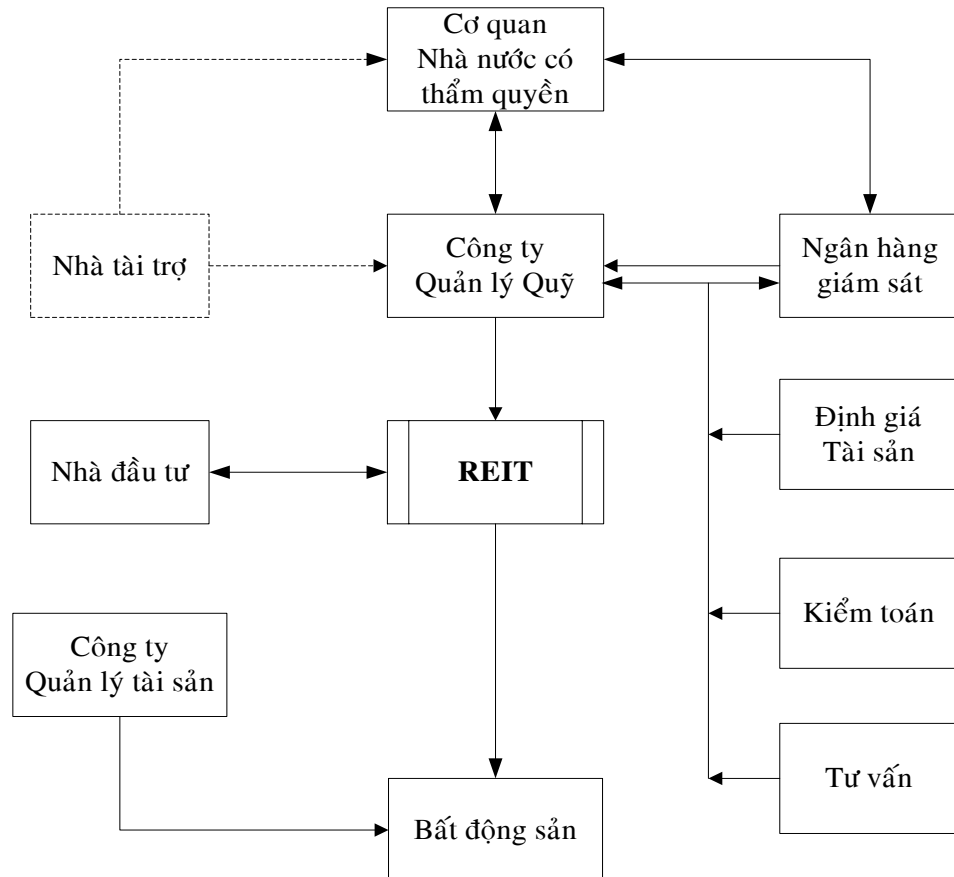 Cơ quan
Nhà nước có
thẩm quyền
Nhà tài trợ
Công ty
Quản lý Quỹ
Ngân hàng
giám sát
Nhà đầu tư
REIT
Định giá
Tài sản
Kiểm toán
Công ty
Quản lý tài sản
Tư vấn
Bất động sản